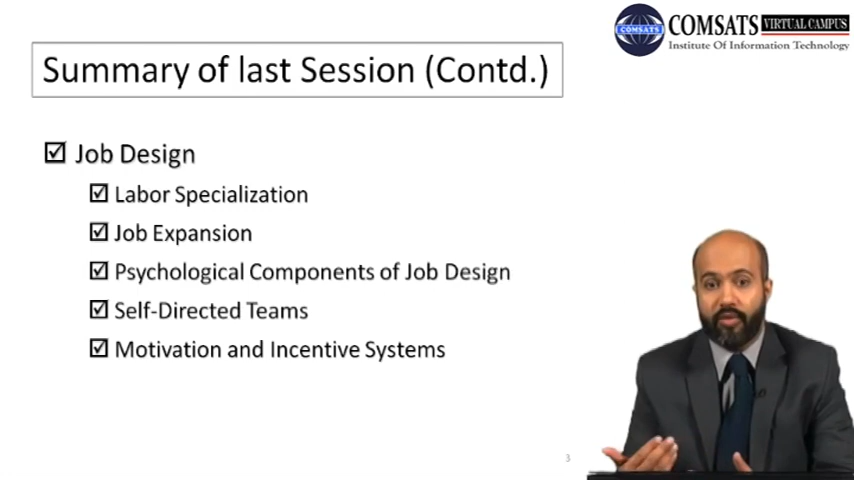 COMSATS VIRTUAL CAMPUS
Institute Of Information Technology
COMSATS
Summary of last Session (Contd.)
☑ Job Design
☑ Labor Specialization
☑ Job Expansion
☑ Psychological Components of Job Design
☑ Self-Directed Teams
☑ Motivation and Incentive Systems
3